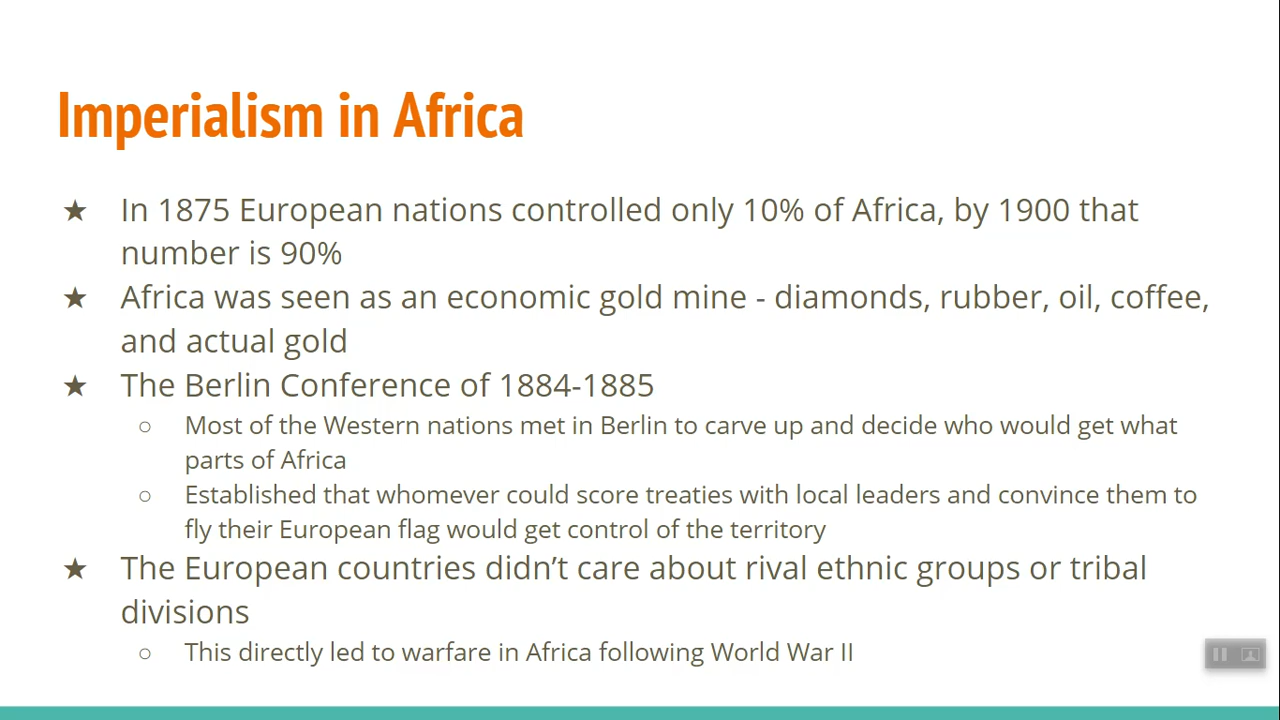 Imperialism in Africa
★ In 1875 European nations controlled only 10% of Africa, by 1900 that
number is 90%
★ Africa was seen as an economic gold mine - diamonds, rubber, oil, coffee,
and actual gold
★ The Berlin Conference of 1884-1885
○ Most of the Western nations met in Berlin to carve up and decide who would get what
parts of Africa
○ Established that whomever could score treaties with local leaders and convince them to
fly their European flag would get control of the territory
★ The European countries didn’t care about rival ethnic groups or tribal
divisions
○ This directly led to warfare in Africa following World War II